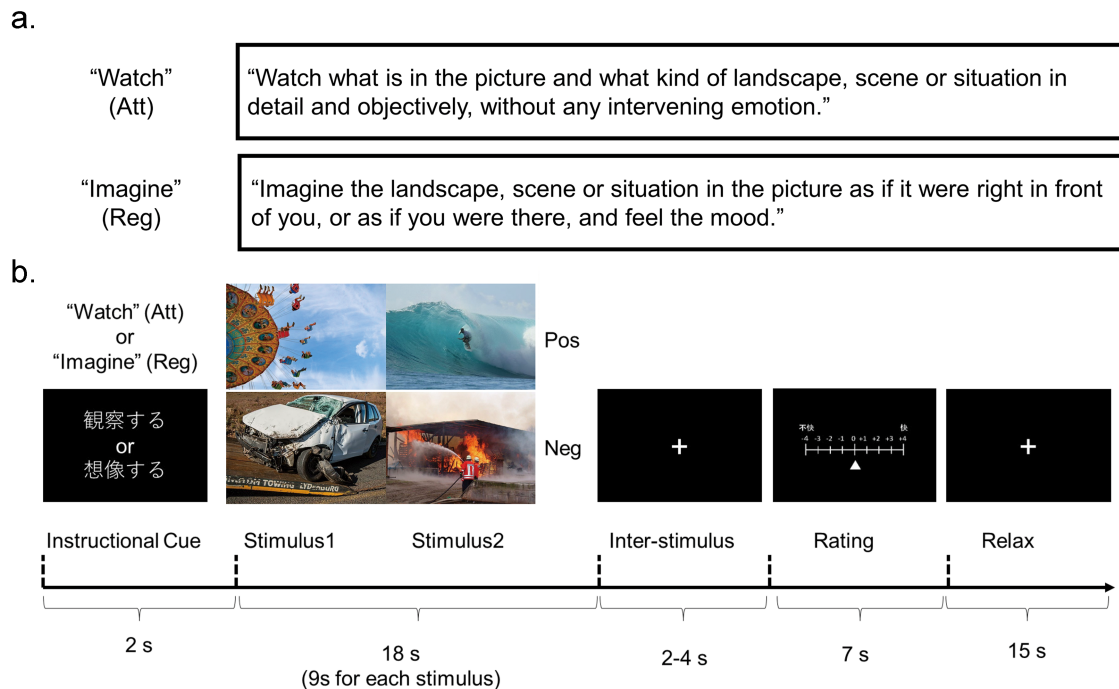 a.
“Watch”
(Att)
“Watch what is in the picture and what kind of landscape, scene or situation in
detail and objectively, without any intervening emotion.”
“Imagine”
(Reg)
“Imagine the landscape, scene or situation in the picture as if it were right in front
of you, or as if you were there, and feel the mood.”
b.
“Watch” (Att)
or
“Imagine” (Reg)
観察する
or
想像する
Pos
Neg
TOWING LYDENBURG
+
不快 快
-4 -3 -2 -1 0 +1 +2 +3 +4
+
Instructional Cue
Stimulus1
Stimulus2
Inter-stimulus
Rating
Relax
2 s
18 s
(9s for each stimulus)
2-4 s
7 s
15 s